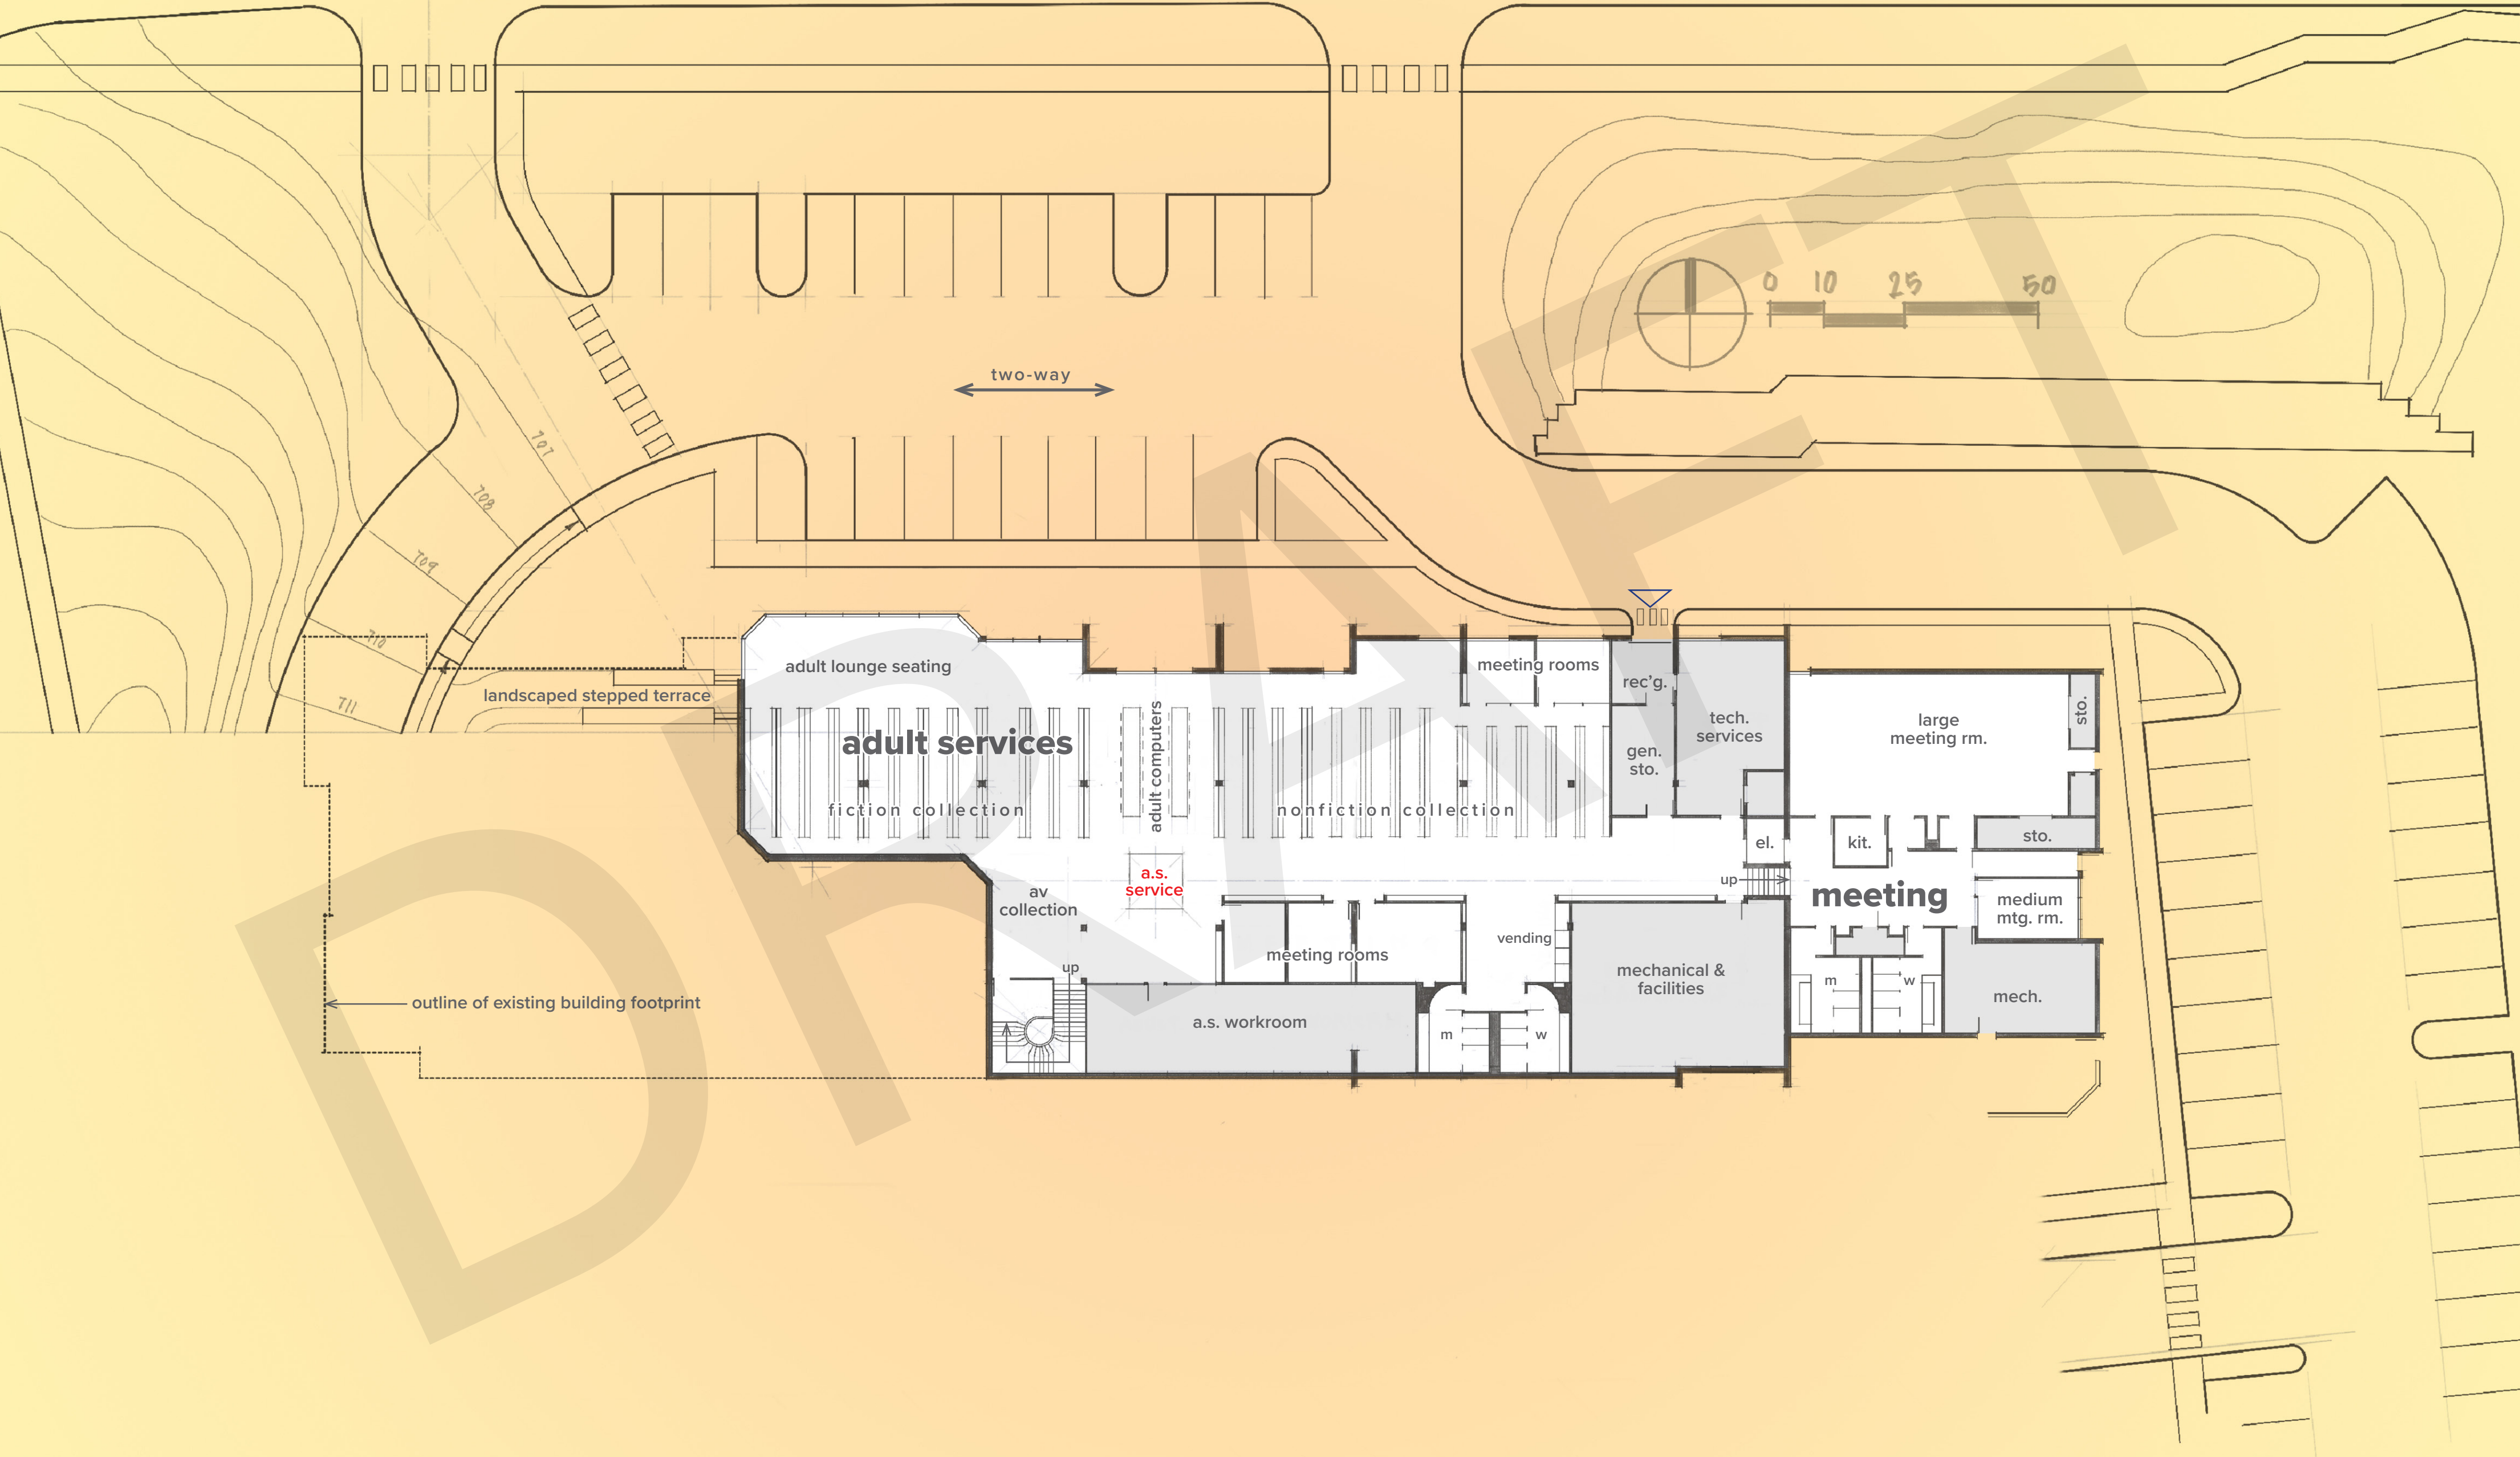 0 10 25 50
two-way
707
708
709
710
711
adult lounge seating
landscaped stepped terrace
adult services
fiction collection
adult computers
nonfiction collection
meeting rooms
rec'g.
gen.
sto.
tech.
services
large
meeting rm.
sto.
sto.
el.
kit.
up
meeting
medium
mtg. rm.
a.s.
service
av
collection
up
meeting rooms
vending
mechanical &
facilities
m
w
mech.
outline of existing building footprint
a.s. workroom
m
w
DRAFT